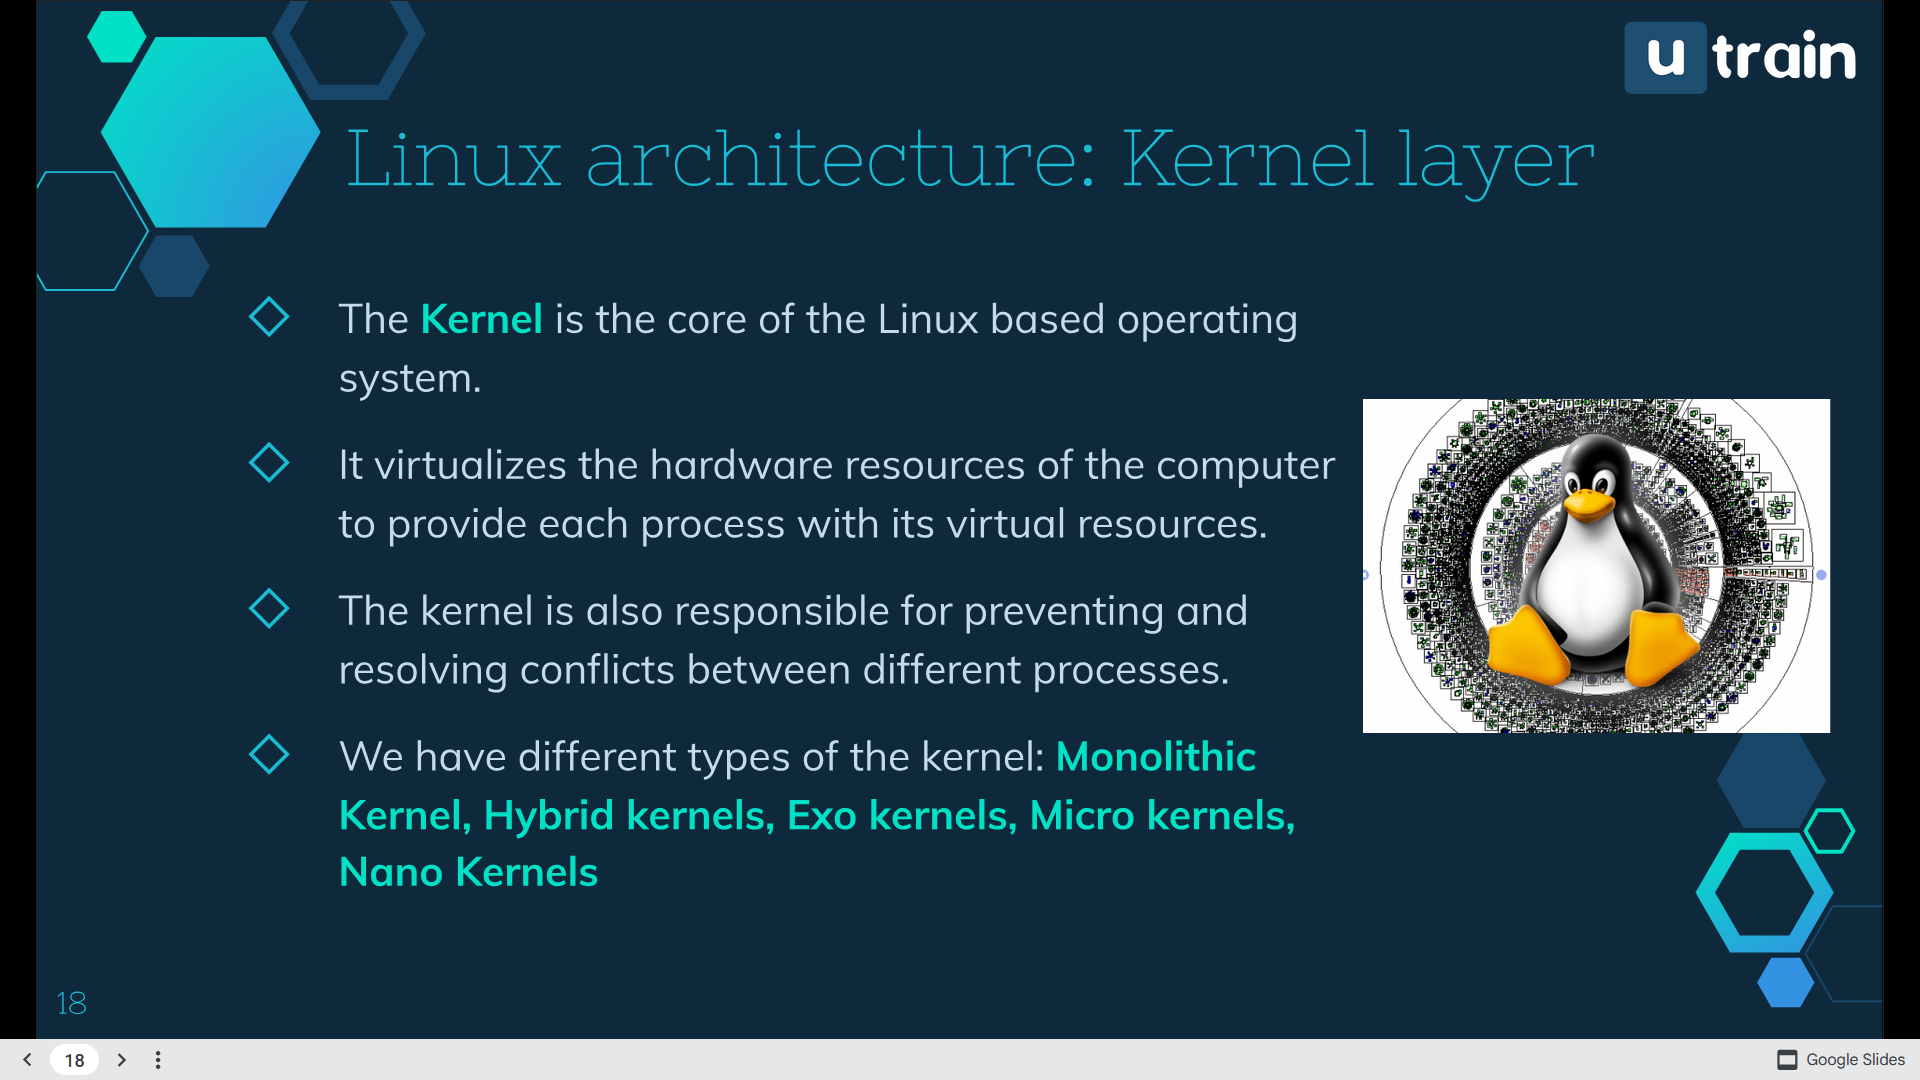 u train
Linux architecture: Kernel layer
The Kernel is the core of the Linux based operating
system.
It virtualizes the hardware resources of the computer
to provide each process with its virtual resources.
The kernel is also responsible for preventing and
resolving conflicts between different processes.
We have different types of the kernel: Monolithic
Kernel, Hybrid kernels, Exo kernels, Micro kernels,
Nano Kernels
18
18
Google Slides